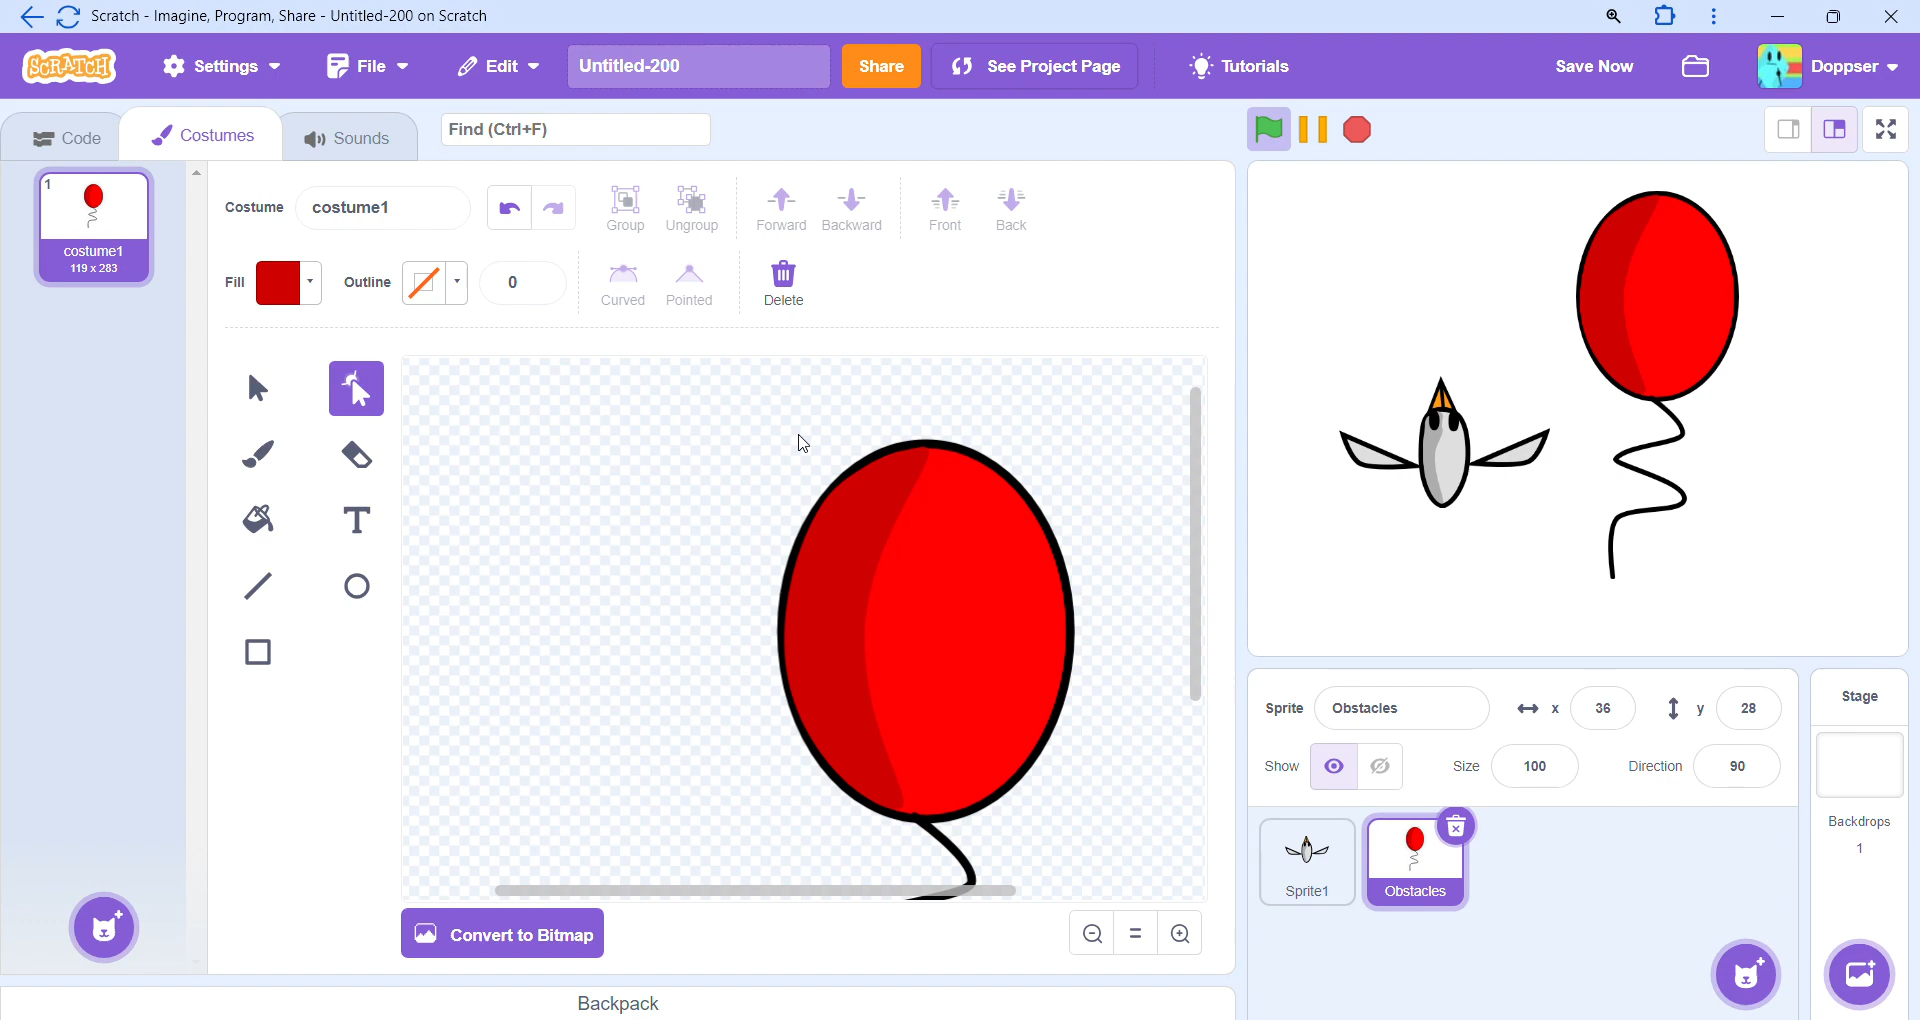 Scratch - Imagine, Program, Share - Untitled-200 on Scratch
SCRATCH Settings File Edit Untitled-200 Share See Project Page Tutorials Save Now Doppser
Code Costumes Sounds Find (Ctrl+F)
1
costume1
119 x 283
Costume costume1 Group Ungroup Forward Backward Front Back
Fill Outline 0 Curved Pointed Delete
T
Convert to Bitmap
Backpack
Sprite Obstacles x 36 y 28
Show Size 100 Direction 90
Sprite1 Obstacles
Stage
Backdrops
1